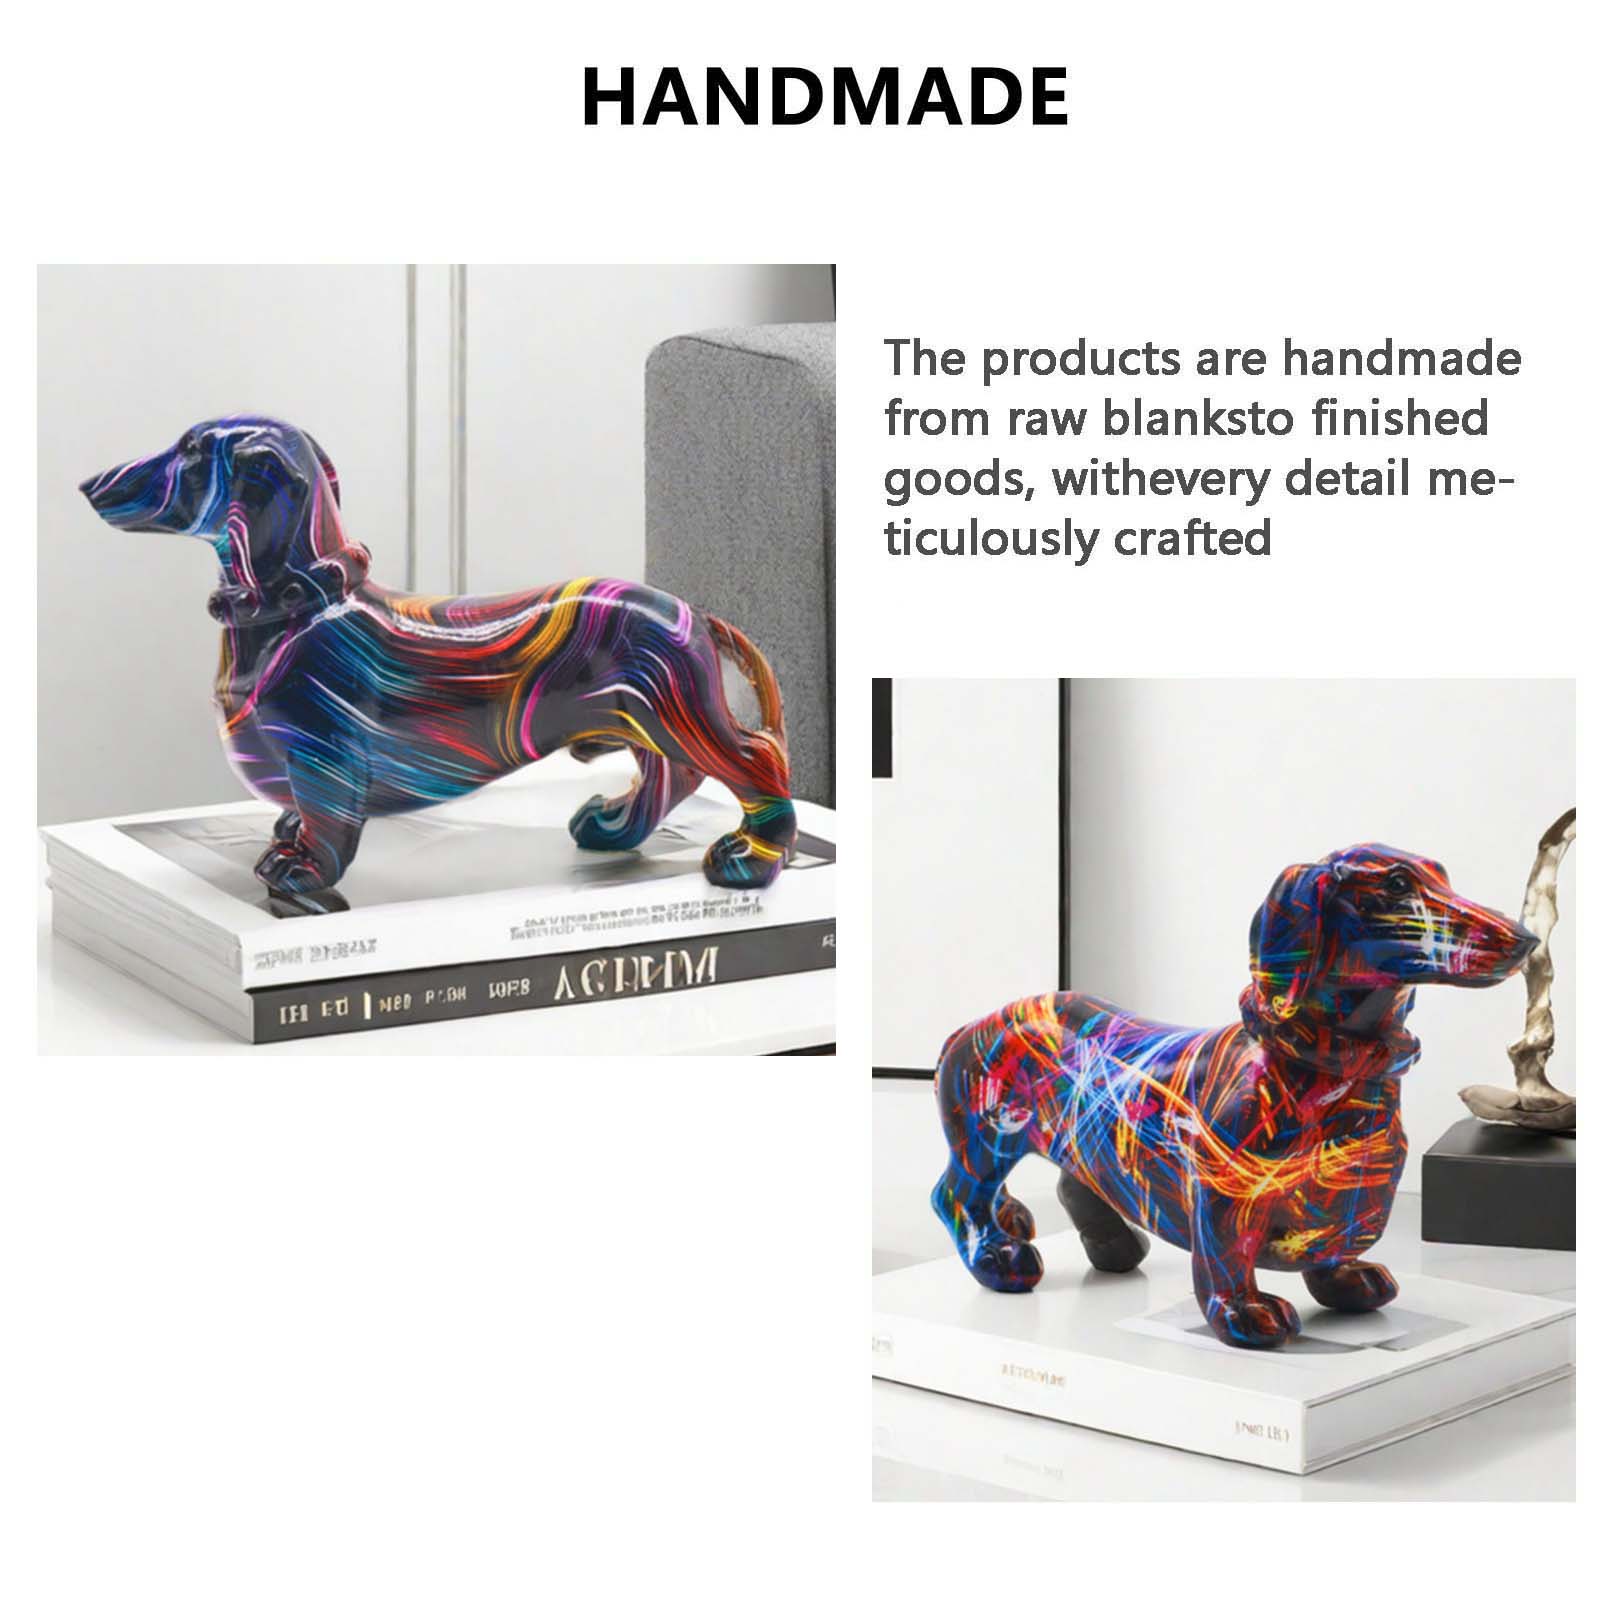 HANDMADE
The products are handmade
from raw blanksto finished
goods, withevery detail me-
ticulously crafted